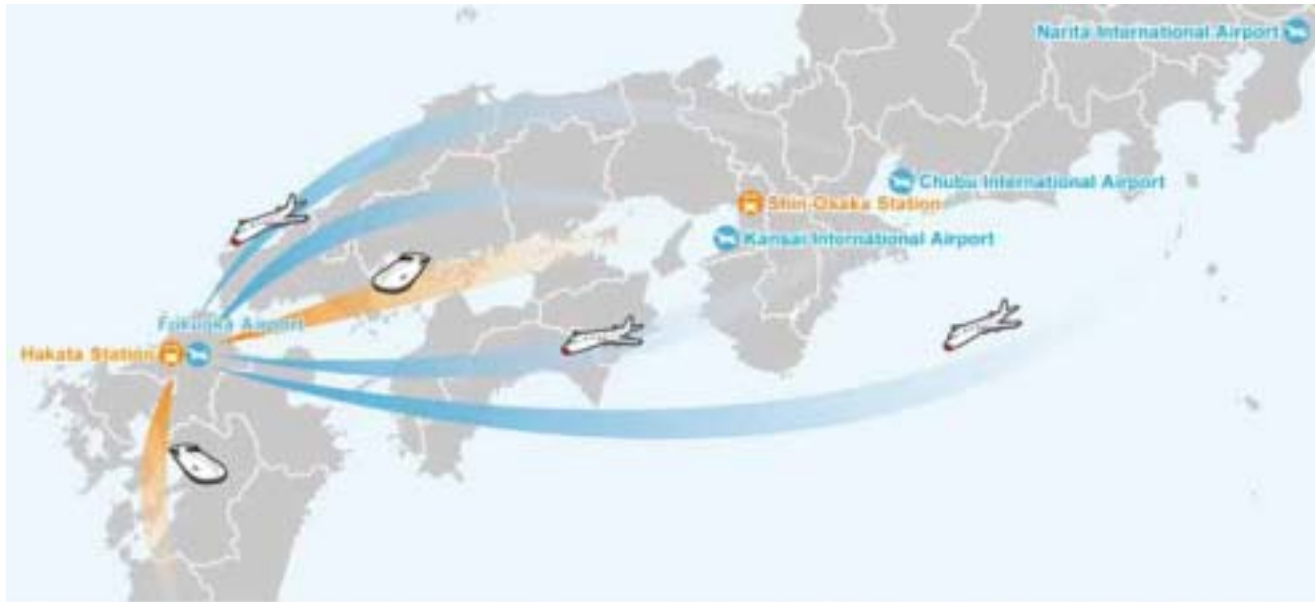 Narita International Airport
Chubu International Airport
Shin-Osaka Station
Kansai International Airport
Fukuoka Airport
Hakata Station